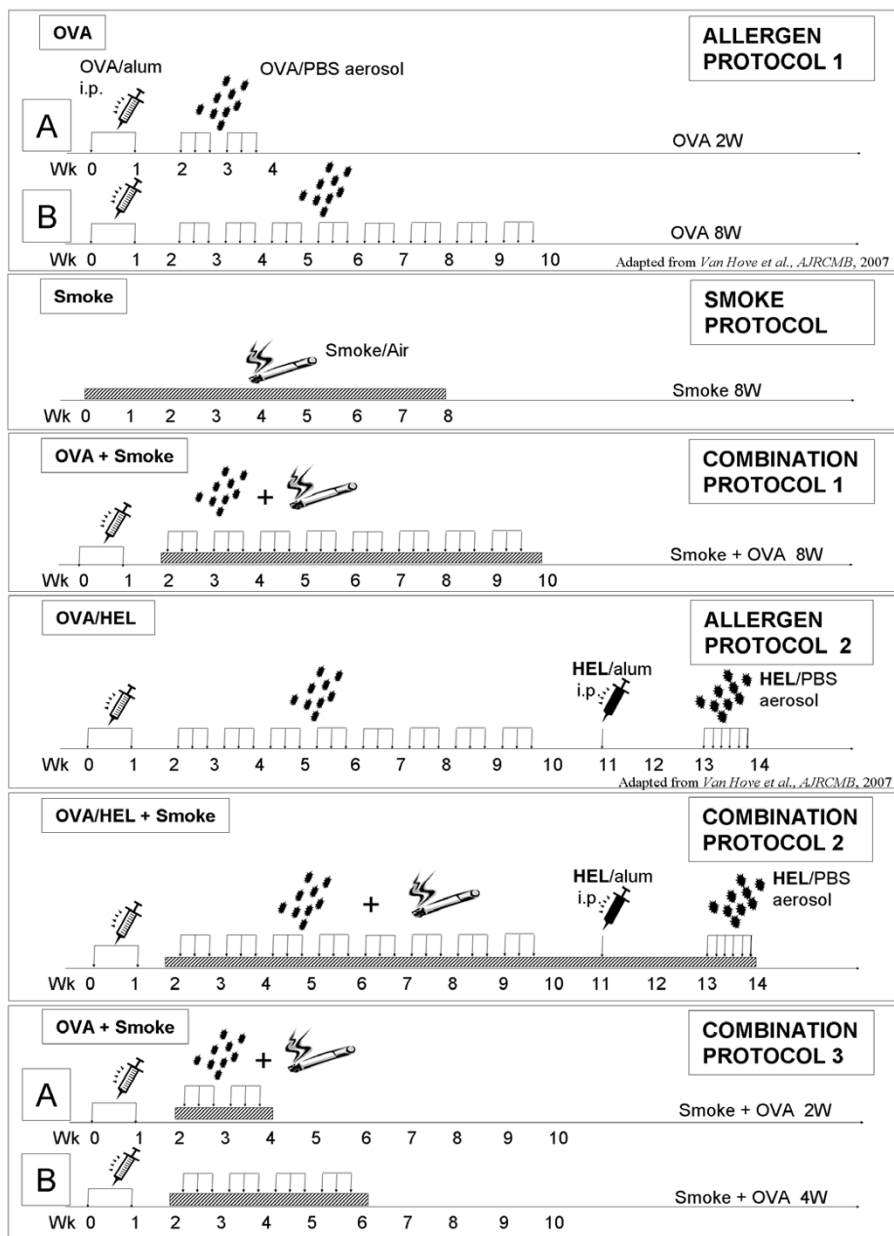 OVA
ALLERGEN
PROTOCOL 1
OVA/alum
i.p.
OVA/PBS aerosol
A
OVA 2W
Wk 0 1 2 3 4
B
OVA 8W
Wk 0 1 2 3 4 5 6 7 8 9 10
Adapted from Van Hove et al., AJRCMB, 2007
Smoke
SMOKE
PROTOCOL
Smoke/Air
Smoke 8W
Wk 0 1 2 3 4 5 6 7 8
OVA + Smoke
COMBINATION
PROTOCOL 1
+
Smoke + OVA 8W
Wk 0 1 2 3 4 5 6 7 8 9 10
OVA/HEL
ALLERGEN
PROTOCOL 2
HEL/alum
i.p.
HEL/PBS
aerosol
Wk 0 1 2 3 4 5 6 7 8 9 10 11 12 13 14
Adapted from Van Hove et al., AJRCMB, 2007
OVA/HEL + Smoke
COMBINATION
PROTOCOL 2
+
HEL/alum
i.p.
HEL/PBS
aerosol
Wk 0 1 2 3 4 5 6 7 8 9 10 11 12 13 14
OVA + Smoke
COMBINATION
PROTOCOL 3
+
A
Smoke + OVA 2W
Wk 0 1 2 3 4 5 6 7 8 9 10
B
Smoke + OVA 4W
Wk 0 1 2 3 4 5 6 7 8 9 10